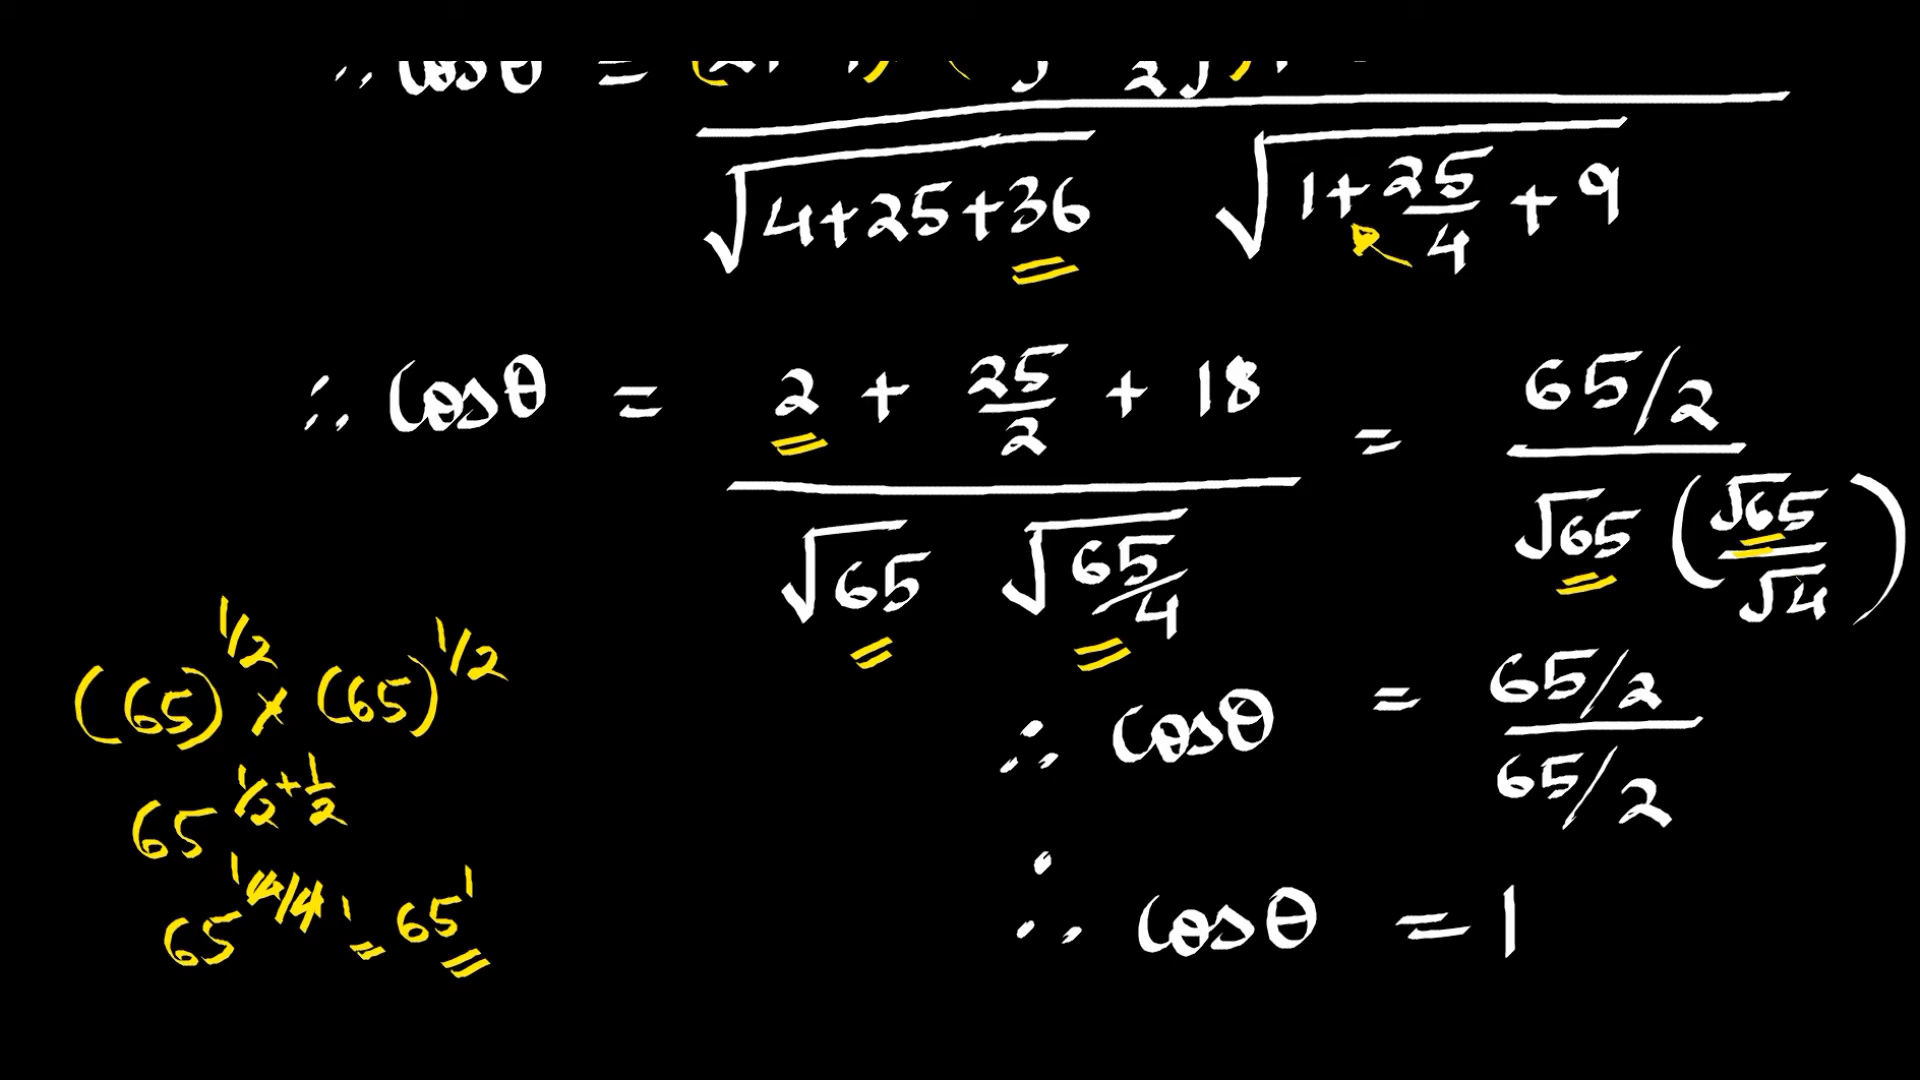 ∴ cosθ =
√4+25+36 √1+25/4+9
∴ cosθ = 2 + 25/2 + 18 = 65/2
√65 √65/4 √65 (√65/√4)
(65)^1/2 × (65)^1/2
∴ cosθ = 65/2
65/2
65^1/2+1/2
65^4/4 = 65^1
∴ cosθ = 1